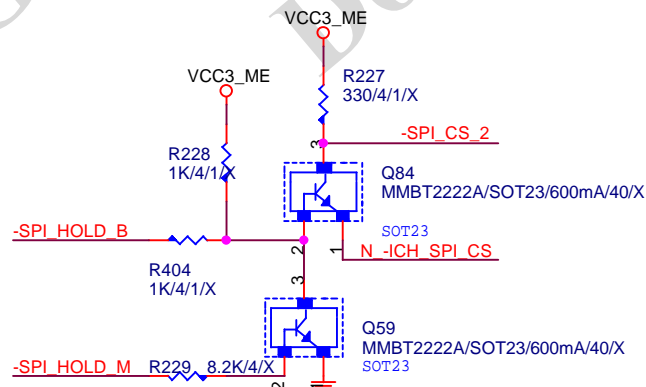 VCC3_ME
R227
330/4/1/X
VCC3_ME
-SPI_CS_2
3
R228
1K/4/1/X
Q84
MMBT2222A/SOT23/600mA/40/X
SOT23
-SPI_HOLD_B
2
1
N_-ICH_SPI_CS
R404
1K/4/1/X
3
Q59
MMBT2222A/SOT23/600mA/40/X
SOT23
-SPI_HOLD_M
R229
8.2K/4/X
2